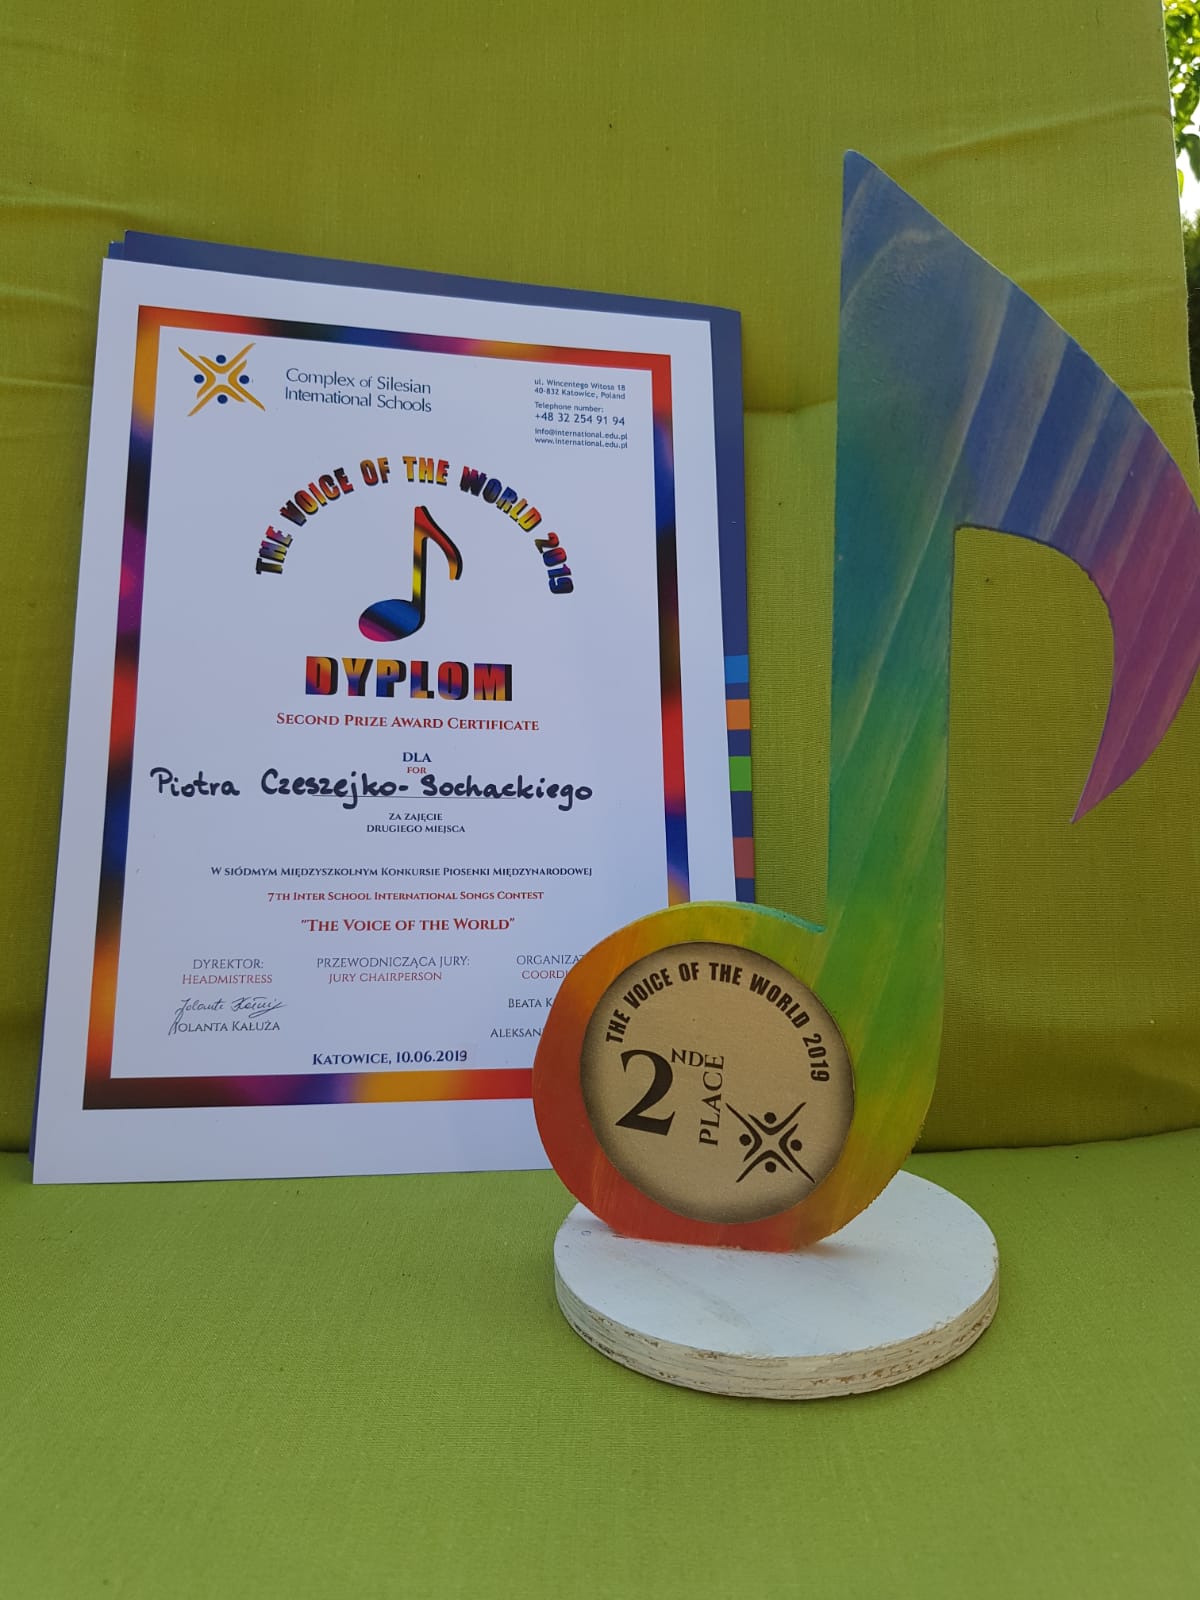 Complex of Silesian
International Schools
ul. Wincentego Witosa 18
40-832 Katowice, Poland
Telephone number:
+48 32 254 91 94
info@international.edu.pl
www.international.edu.pl
THE VOICE OF THE WORLD 2019
DYPLOM
SECOND PRIZE AWARD CERTIFICATE
DLA
FOR
Piotra Czeszejko-Sochackiego
ZA ZAJĘCIE
DRUGIEGO MIEJSCA
W SIÓDMYM MIĘDZYSZKOLNYM KONKURSIE PIOSENKI MIĘDZYNARODOWEJ
7TH INTER SCHOOL INTERNATIONAL SONGS CONTEST
"THE VOICE OF THE WORLD"
DYREKTOR:
HEADMISTRESS
Jolanta Kałuża
JOLANTA KAŁUŻA
PRZEWODNICZĄCA JURY:
JURY CHAIRPERSON
BEATA
KATOWICE, 10.06.2019
THE VOICE OF THE WORLD 2019
2ND
PLACE